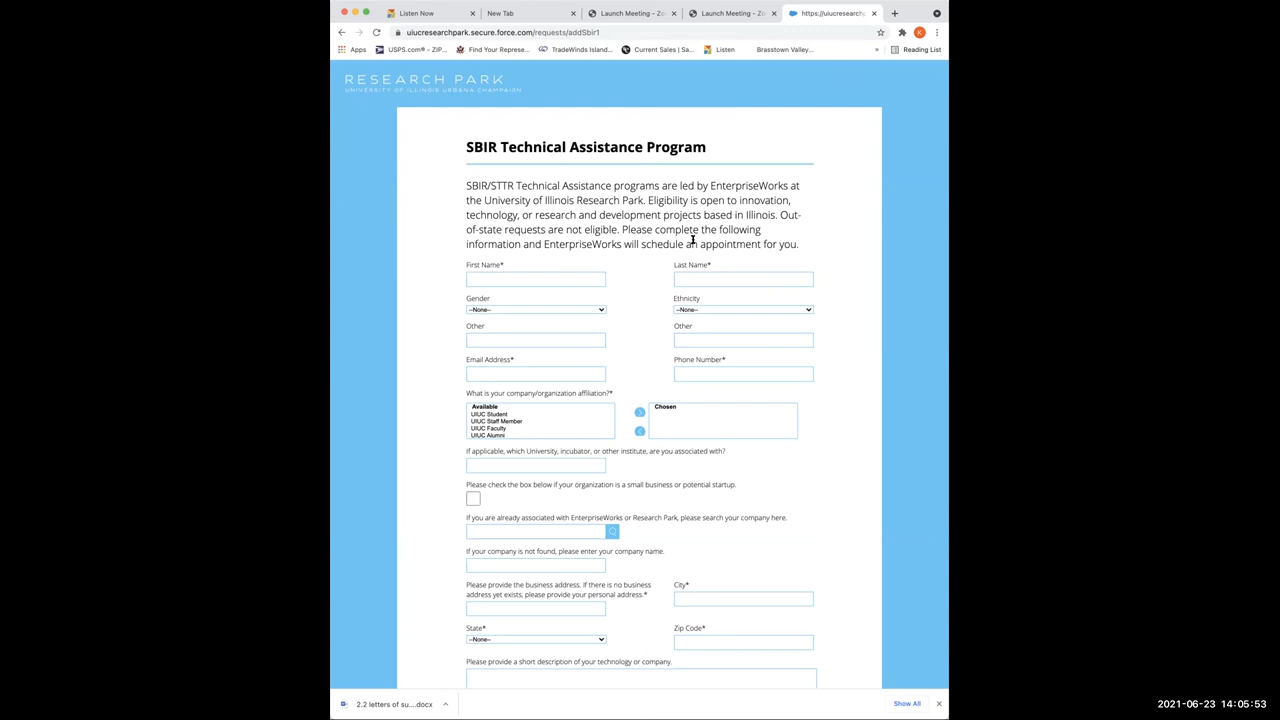 Listen Now
New Tab
Launch Meeting - Zo
Launch Meeting - Zo
https://uiucresearchp
uiucresearchpark.secure.force.com/requests/addSbir1
K
Apps
USPS.com® - ZIP...
Find Your Represe...
TradeWinds Island...
Current Sales | Sa...
Listen
Brasstown Valley...
»
Reading List
RESEARCH PARK
UNIVERSITY OF ILLINOIS URBANA CHAMPAIGN
SBIR Technical Assistance Program
SBIR/STTR Technical Assistance programs are led by EnterpriseWorks at
the University of Illinois Research Park. Eligibility is open to innovation,
technology, or research and development projects based in Illinois. Out-
of-state requests are not eligible. Please complete the following
information and EnterpriseWorks will schedule an appointment for you.
First Name*
Last Name*
Gender
Ethnicity
--None--
--None--
Other
Other
Email Address*
Phone Number*
What is your company/organization affiliation?*
Available
Chosen
UIUC Student
UIUC Staff Member
UIUC Faculty
UIUC Alumni
If applicable, which University, incubator, or other institute, are you associated with?
Please check the box below if your organization is a small business or potential startup.
If you are already associated with EnterpriseWorks or Research Park, please search your company here.
If your company is not found, please enter your company name.
Please provide the business address. If there is no business
address yet exists, please provide your personal address.*
City*
State*
Zip Code*
--None--
Please provide a short description of your technology or company.
2.2 letters of su....docx
Show All
2021-06-23 14:05:53